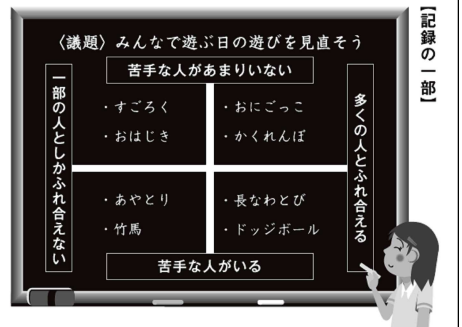 【記録の一部】
〈議題〉みんなで遊ぶ日の遊びを見直そう
苦手な人があまりいない
多くの人とふれ合える
・おにごっこ
・かくれんぼ
・すごろく
・おはじき
一部の人としかふれ合えない
・長なわとび
・ドッジボール
・あやとり
・竹馬
苦手な人がいる